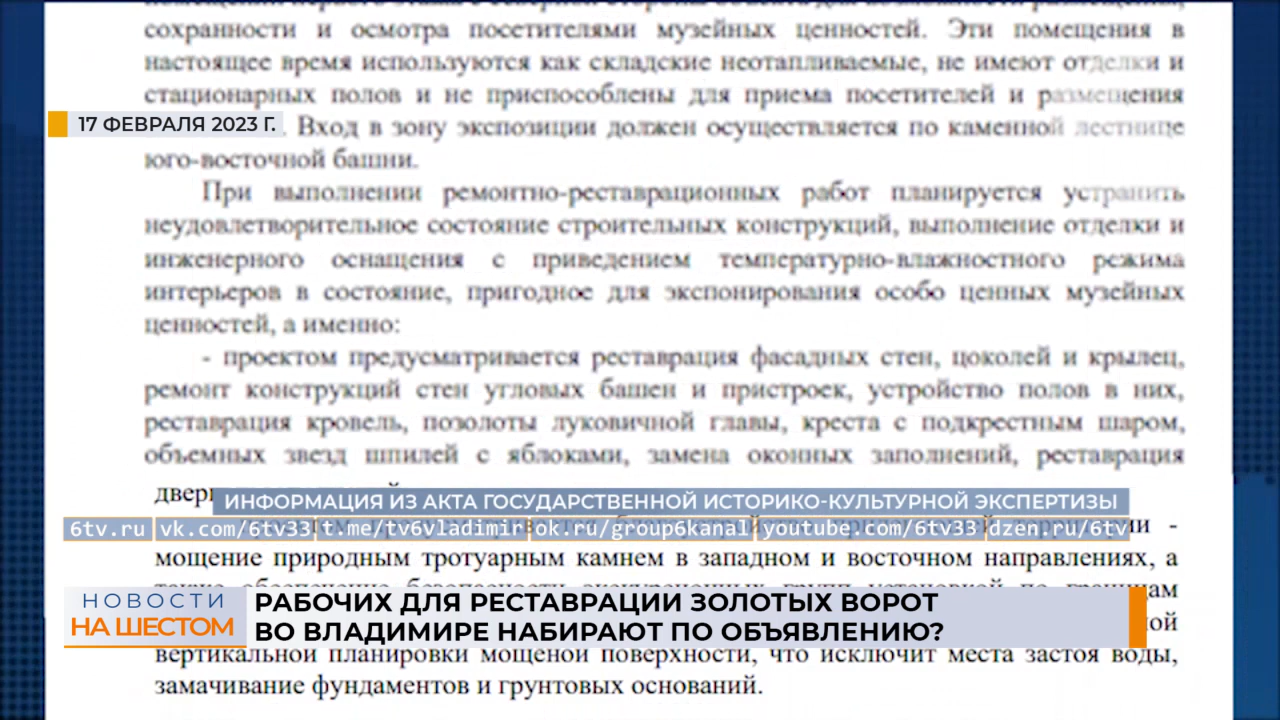 сохранности и осмотра посетителями музейных ценностей. Эти помещения в
настоящее время используются как складские неотапливаемые, не имеют отделки и
стационарных полов и не приспособлены для приема посетителей и размещения
17 ФЕВРАЛЯ 2023 Г.
Вход в зону экспозиции должен осуществляется по каменной лестнице
юго-восточной башни.
При выполнении ремонтно-реставрационных работ планируется устранить
неудовлетворительное состояние строительных конструкций, выполнение отделки и
инженерного оснащения с приведением температурно-влажностного режима
интерьеров в состояние, пригодное для экспонирования особо ценных музейных
ценностей, а именно:
- проектом предусматривается реставрация фасадных стен, цоколей и крылец,
ремонт конструкций стен угловых башен и пристроек, устройство полов в них,
реставрация кровель, позолоты луковичной главы, креста с подкрестным шаром,
объемных звезд шпилей с яблоками, замена оконных заполнений, реставрация
ИНФОРМАЦИЯ ИЗ АКТА ГОСУДАРСТВЕННОЙ ИСТОРИКО-КУЛЬТУРНОЙ ЭКСПЕРТИЗЫ
6tv.ru vk.com/6tv33 t.me/tv6vladimir ok.ru/group6kanal youtube.com/6tv33 dzen.ru/6tv
мощение природным тротуарным камнем в западном и восточном направлениях, а
НОВОСТИ
НА ШЕСТОМ
РАБОЧИХ ДЛЯ РЕСТАВРАЦИИ ЗОЛОТЫХ ВОРОТ
ВО ВЛАДИМИРЕ НАБИРАЮТ ПО ОБЪЯВЛЕНИЮ?
вертикальной планировки мощеной поверхности, что исключит места застоя воды,
замачивание фундаментов и грунтовых оснований.